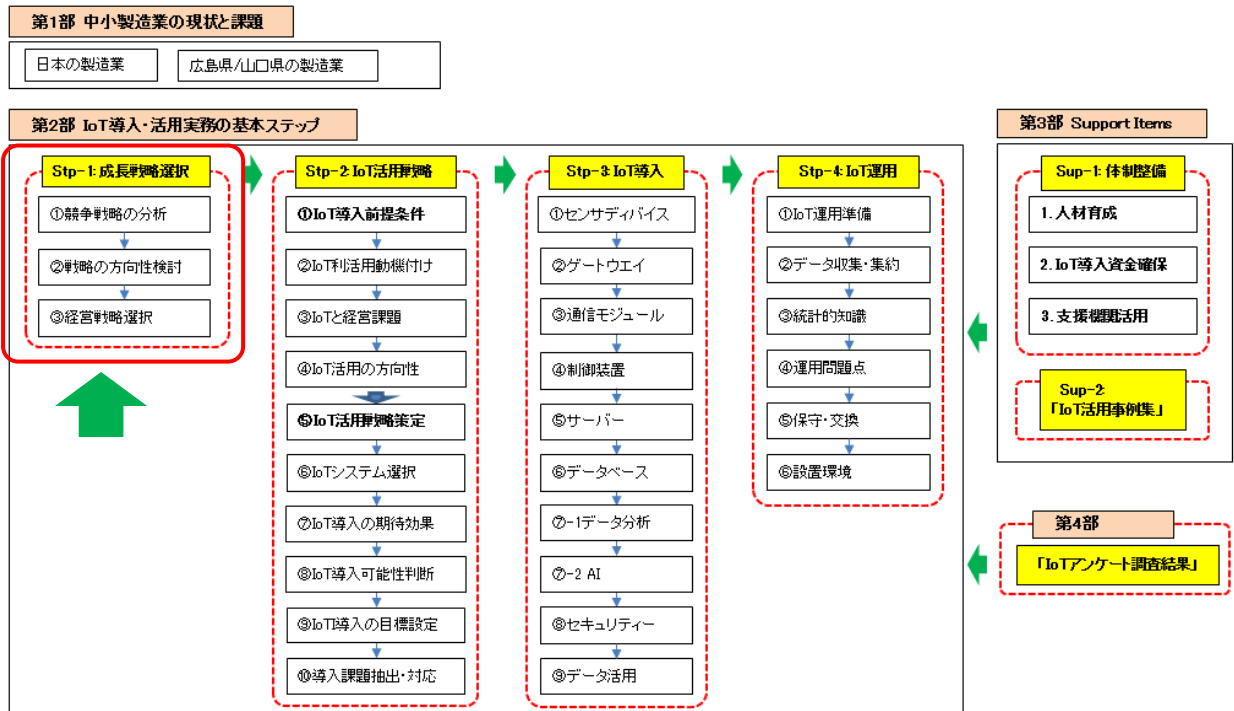 第1部 中小製造業の現状と課題
日本の製造業
広島県/山口県の製造業
第2部 IoT導入・活用実務の基本ステップ
Stp-1:成長戦略選択
①競争戦略の分析
②戦略の方向性検討
③経営戦略選択
Stp-2:IoT活用戦略
①IoT導入前提条件
②IoT利活用動機付け
③IoTと経営課題
④IoT活用の方向性
⑤IoT活用戦略策定
⑥IoTシステム選択
⑦IoT導入の期待効果
⑧IoT導入可能性判断
⑨IoT導入の目標設定
⑩導入課題抽出・対応
Stp-3:IoT導入
①センサデバイス
②ゲートウエイ
③通信モジュール
④制御装置
⑤サーバー
⑥データベース
⑦-1データ分析
⑦-2 AI
⑧セキュリティー
⑨データ活用
Stp-4:IoT運用
①IoT運用準備
②データ収集・集約
③統計的知識
④運用問題点
⑤保守・交換
⑥設置環境
第3部 Support Items
Sup-1:体制整備
1.人材育成
2.IoT導入資金確保
3.支援機関活用
Sup-2:
「IoT活用事例集」
第4部
「IoTアンケート調査結果」